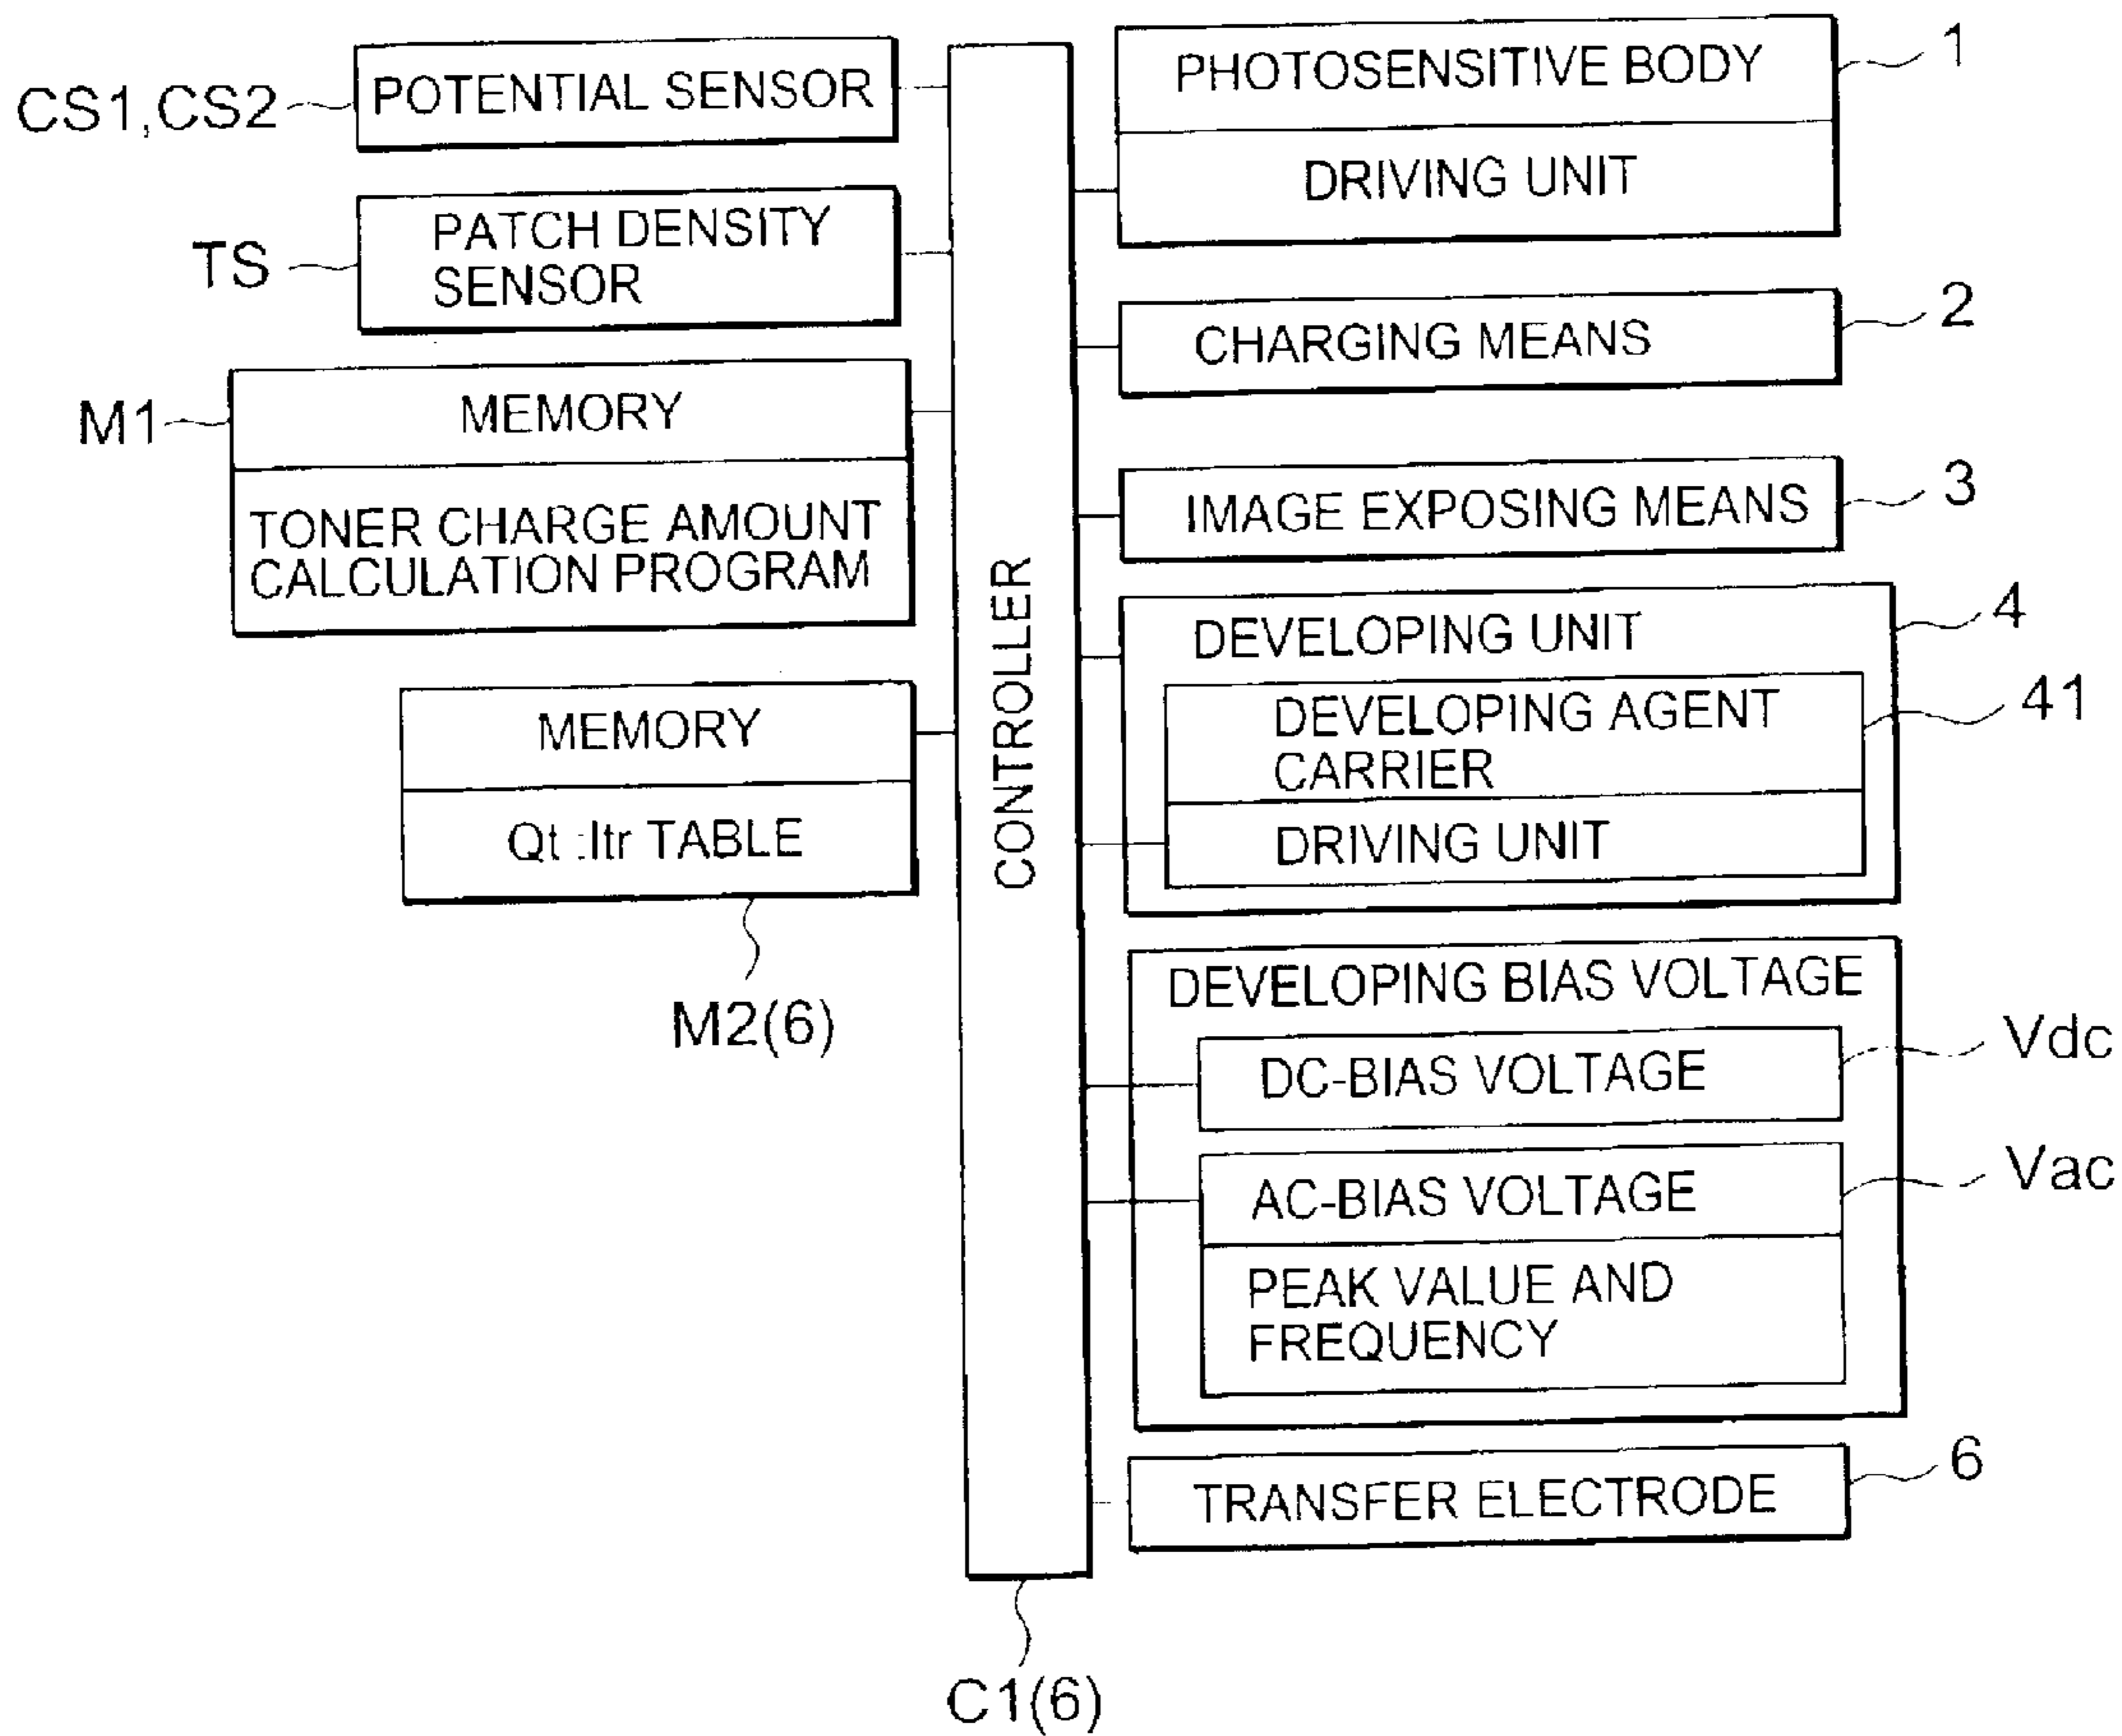 CS1,CS2
POTENTIAL SENSOR
TS
PATCH DENSITY
SENSOR
M1
MEMORY
TONER CHARGE AMOUNT
CALCULATION PROGRAM
MEMORY
Qt :Itr TABLE
M2(6)
CONTROLLER
C1(6)
PHOTOSENSITIVE BODY
1
DRIVING UNIT
CHARGING MEANS
2
IMAGE EXPOSING MEANS
3
DEVELOPING UNIT
4
DEVELOPING AGENT
CARRIER
41
DRIVING UNIT
DEVELOPING BIAS VOLTAGE
DC-BIAS VOLTAGE
Vdc
AC-BIAS VOLTAGE
Vac
PEAK VALUE AND
FREQUENCY
TRANSFER ELECTRODE
6